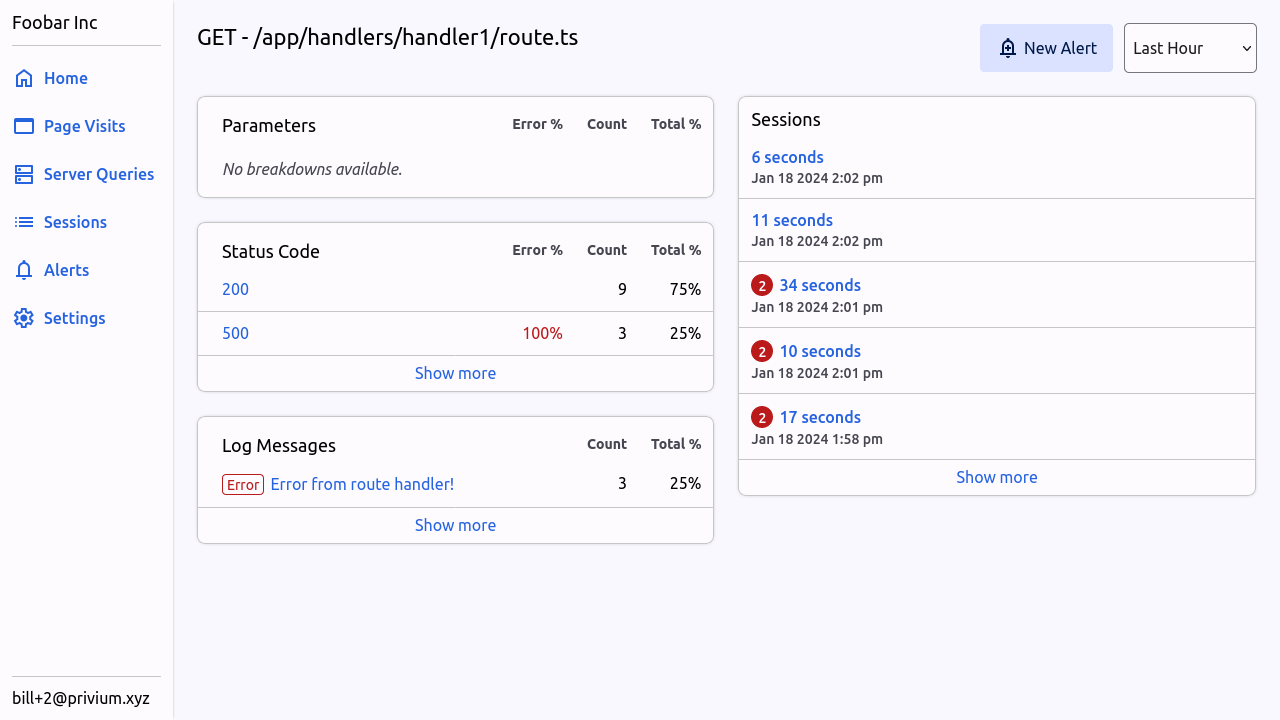 Foobar Inc
Home
Page Visits
Server Queries
Sessions
Alerts
Settings
bill+2@privium.xyz
GET - /app/handlers/handler1/route.ts
New Alert
Last Hour
Parameters Error % Count Total %
No breakdowns available.
Status Code Error % Count Total %
200 9 75%
500 100% 3 25%
Show more
Log Messages Count Total %
Error Error from route handler! 3 25%
Show more
Sessions
6 seconds
Jan 18 2024 2:02 pm
11 seconds
Jan 18 2024 2:02 pm
2 34 seconds
Jan 18 2024 2:01 pm
2 10 seconds
Jan 18 2024 2:01 pm
2 17 seconds
Jan 18 2024 1:58 pm
Show more